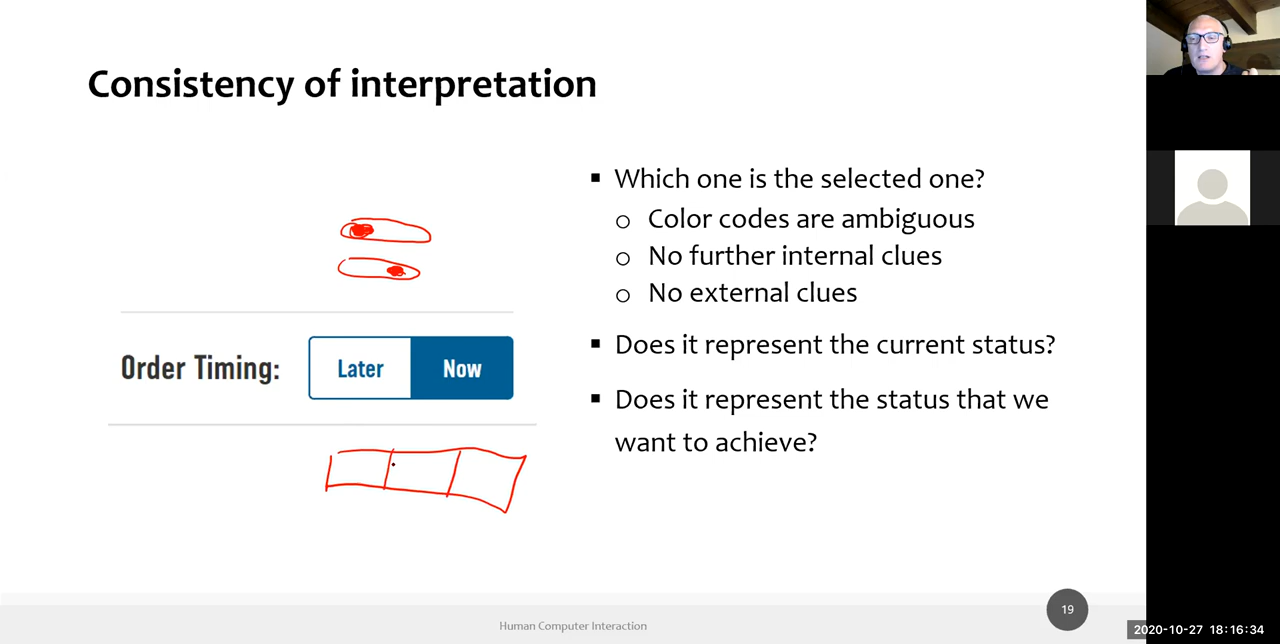 Consistency of interpretation
Order Timing:
Later
Now
▪ Which one is the selected one?
o Color codes are ambiguous
o No further internal clues
o No external clues
▪ Does it represent the current status?
▪ Does it represent the status that we
want to achieve?
Human Computer Interaction
19
2020-10-27 18:16:34